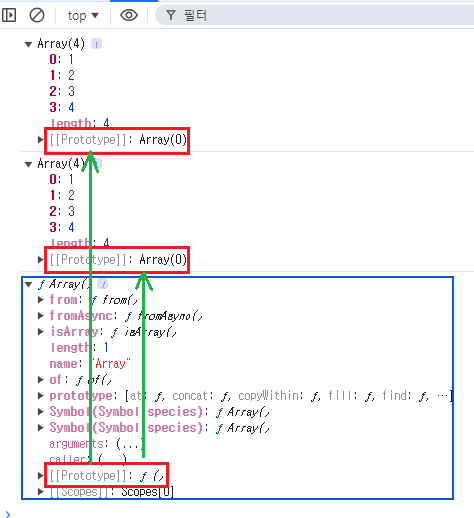 top
필터
Array(4) i
0: 1
1: 2
2: 3
3: 4
length: 4
[[Prototype]]: Array(0)
Array(4) i
0: 1
1: 2
2: 3
3: 4
length: 4
[[Prototype]]: Array(0)
ƒ Array() i
from: ƒ from()
fromAsync: ƒ fromAsync()
isArray: ƒ isArray()
length: 1
name: "Array"
of: ƒ of()
prototype: [at: ƒ, concat: ƒ, copyWithin: ƒ, fill: ƒ, find: ƒ, …]
Symbol(Symbol.species): ƒ Array()
Symbol(Symbol.species): ƒ Array()
arguments: (...)
caller: (...)
[[Prototype]]: ƒ ()
[[Scopes]]: Scopes[0]